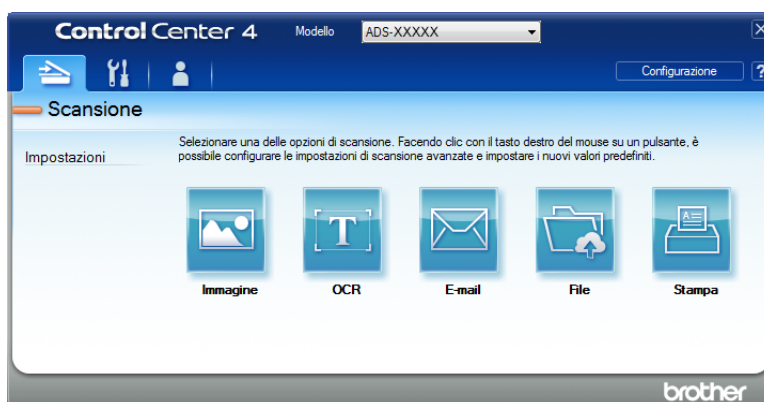 Control Center 4 Modello ADS-XXXXX
Configurazione ?
Scansione
Impostazioni
Selezionare una delle opzioni di scansione. Facendo clic con il tasto destro del mouse su un pulsante, è
possibile configurare le impostazioni di scansione avanzate e impostare i nuovi valori predefiniti.
T
A
Immagine OCR E-mail File Stampa
brother